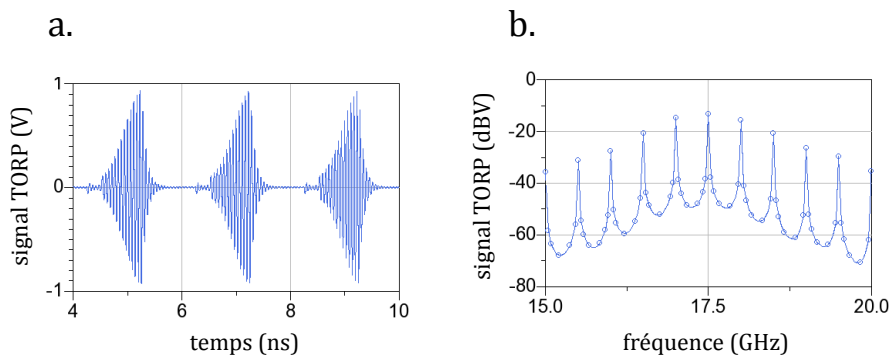 a.
signal TORP (V)
1
0
-1
4
6
8
10
temps (ns)
b.
signal TORP (dBV)
0
-20
-40
-60
-80
15.0
17.5
20.0
fréquence (GHz)